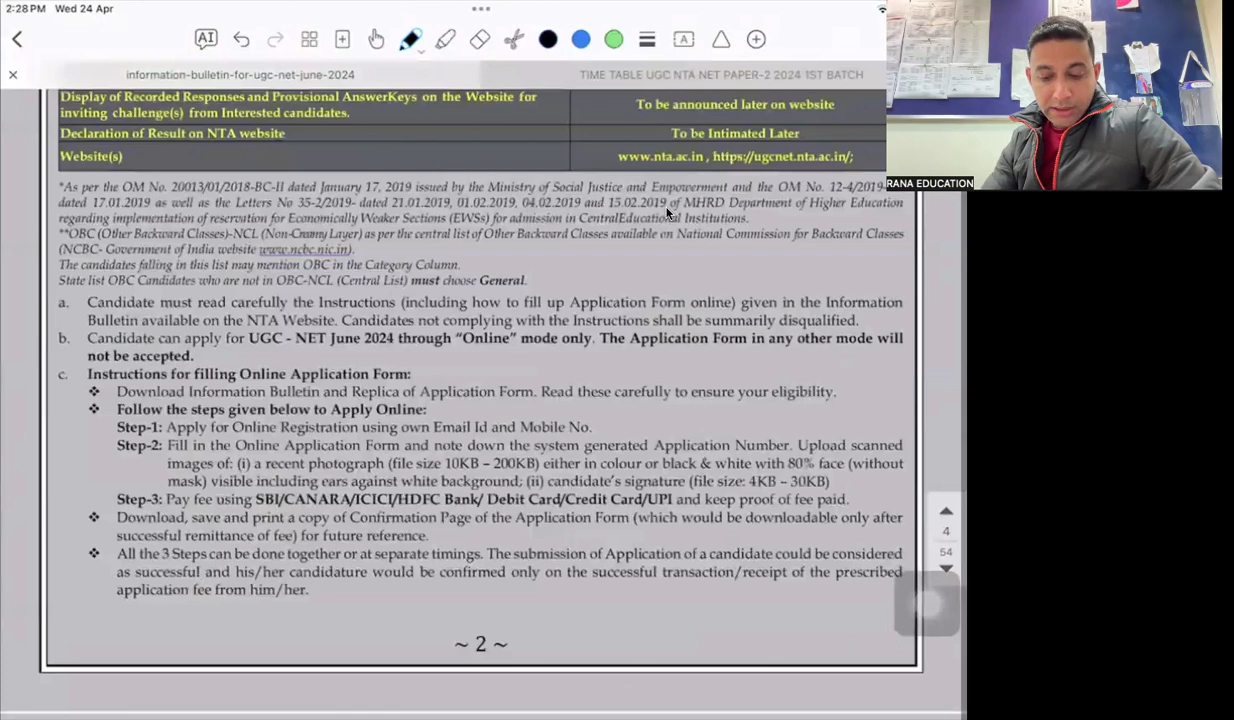 2:28 PM Wed 24 Apr
AI
information-bulletin-for-ugc-net-june-2024
TIME TABLE UGC NTA NET PAPER-2 2024 1ST BATCH
Display of Recorded Responses and Provisional AnswerKeys on the Website for
inviting challenge(s) from Interested candidates.
To be announced later on website
Declaration of Result on NTA website
To be Intimated Later
Website(s)
www.nta.ac.in , https://ugcnet.nta.ac.in/;
RANA EDUCATION
*As per the OM No. 20013/01/2018-BC-II dated January 17, 2019 issued by the Ministry of Social Justice and Empowerment and the OM No. 12-4/2019-
dated 17.01.2019 as well as the Letters No 35-2/2019- dated 21.01.2019, 01.02.2019, 04.02.2019 and 15.02.2019 of MHRD Department of Higher Education
regarding implementation of reservation for Economically Weaker Sections (EWSs) for admission in CentralEducational Institutions.
**OBC (Other Backward Classes)-NCL (Non-Creamy Layer) as per the central list of Other Backward Classes available on National Commission for Backward Classes
(NCBC- Government of India website www.ncbc.nic.in).
The candidates falling in this list may mention OBC in the Category Column.
State list OBC Candidates who are not in OBC-NCL (Central List) must choose General.
a. Candidate must read carefully the Instructions (including how to fill up Application Form online) given in the Information
Bulletin available on the NTA Website. Candidates not complying with the Instructions shall be summarily disqualified.
b. Candidate can apply for UGC - NET June 2024 through "Online" mode only. The Application Form in any other mode will
not be accepted.
c. Instructions for filling Online Application Form:
❖ Download Information Bulletin and Replica of Application Form. Read these carefully to ensure your eligibility.
❖ Follow the steps given below to Apply Online:
Step-1: Apply for Online Registration using own Email Id and Mobile No.
Step-2: Fill in the Online Application Form and note down the system generated Application Number. Upload scanned
images of: (i) a recent photograph (file size 10KB – 200KB) either in colour or black & white with 80% face (without
mask) visible including ears against white background; (ii) candidate's signature (file size: 4KB – 30KB)
Step-3: Pay fee using SBI/CANARA/ICICI/HDFC Bank/ Debit Card/Credit Card/UPI and keep proof of fee paid.
❖ Download, save and print a copy of Confirmation Page of the Application Form (which would be downloadable only after
successful remittance of fee) for future reference.
❖ All the 3 Steps can be done together or at separate timings. The submission of Application of a candidate could be considered
as successful and his/her candidature would be confirmed only on the successful transaction/receipt of the prescribed
application fee from him/her.
4
54
~ 2 ~